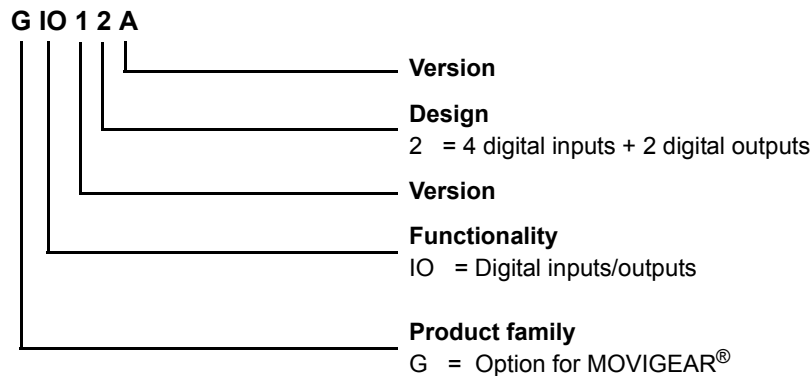 G IO 1 2 A
Version
Design
2 = 4 digital inputs + 2 digital outputs
Version
Functionality
IO = Digital inputs/outputs
Product family
G = Option for MOVIGEAR®